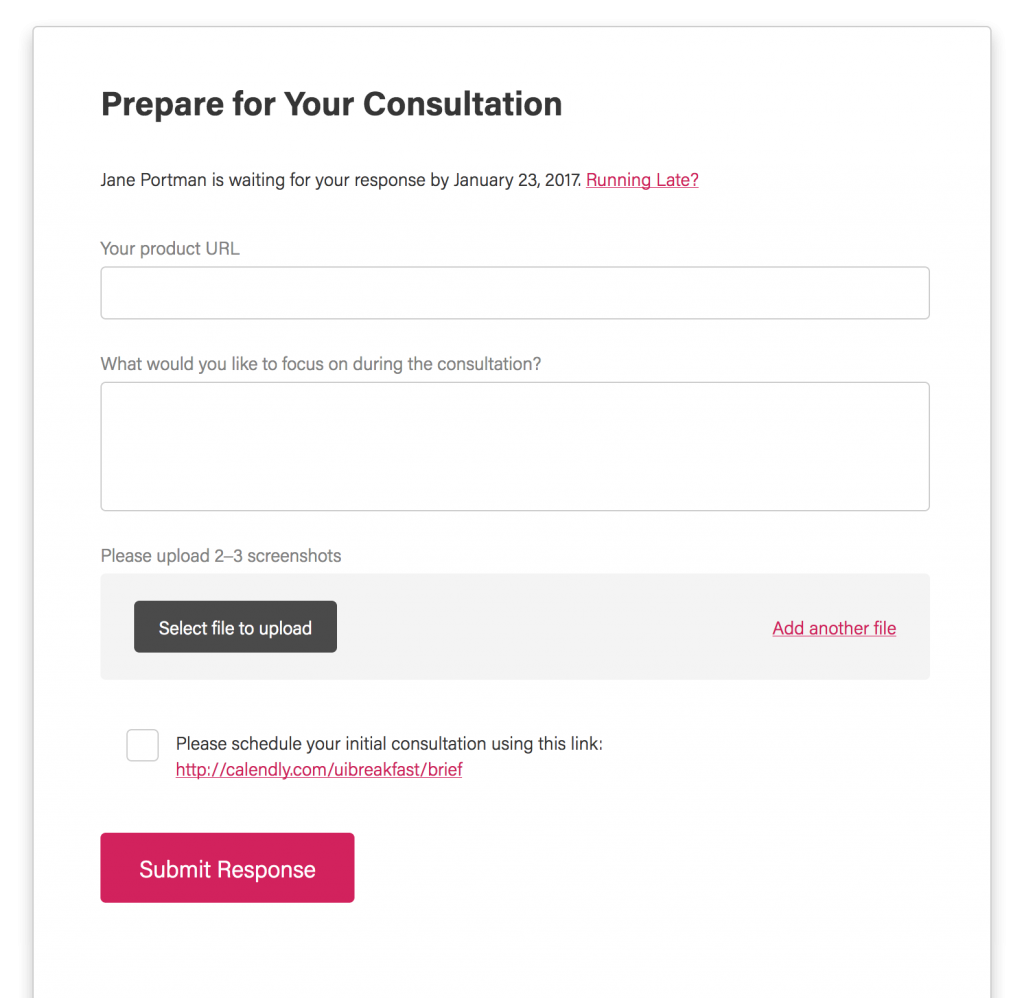 Prepare for Your Consultation
Jane Portman is waiting for your response by January 23, 2017. Running Late?
Your product URL
What would you like to focus on during the consultation?
Please upload 2–3 screenshots
Select file to upload
Add another file
Please schedule your initial consultation using this link:
http://calendly.com/uibreakfast/brief
Submit Response